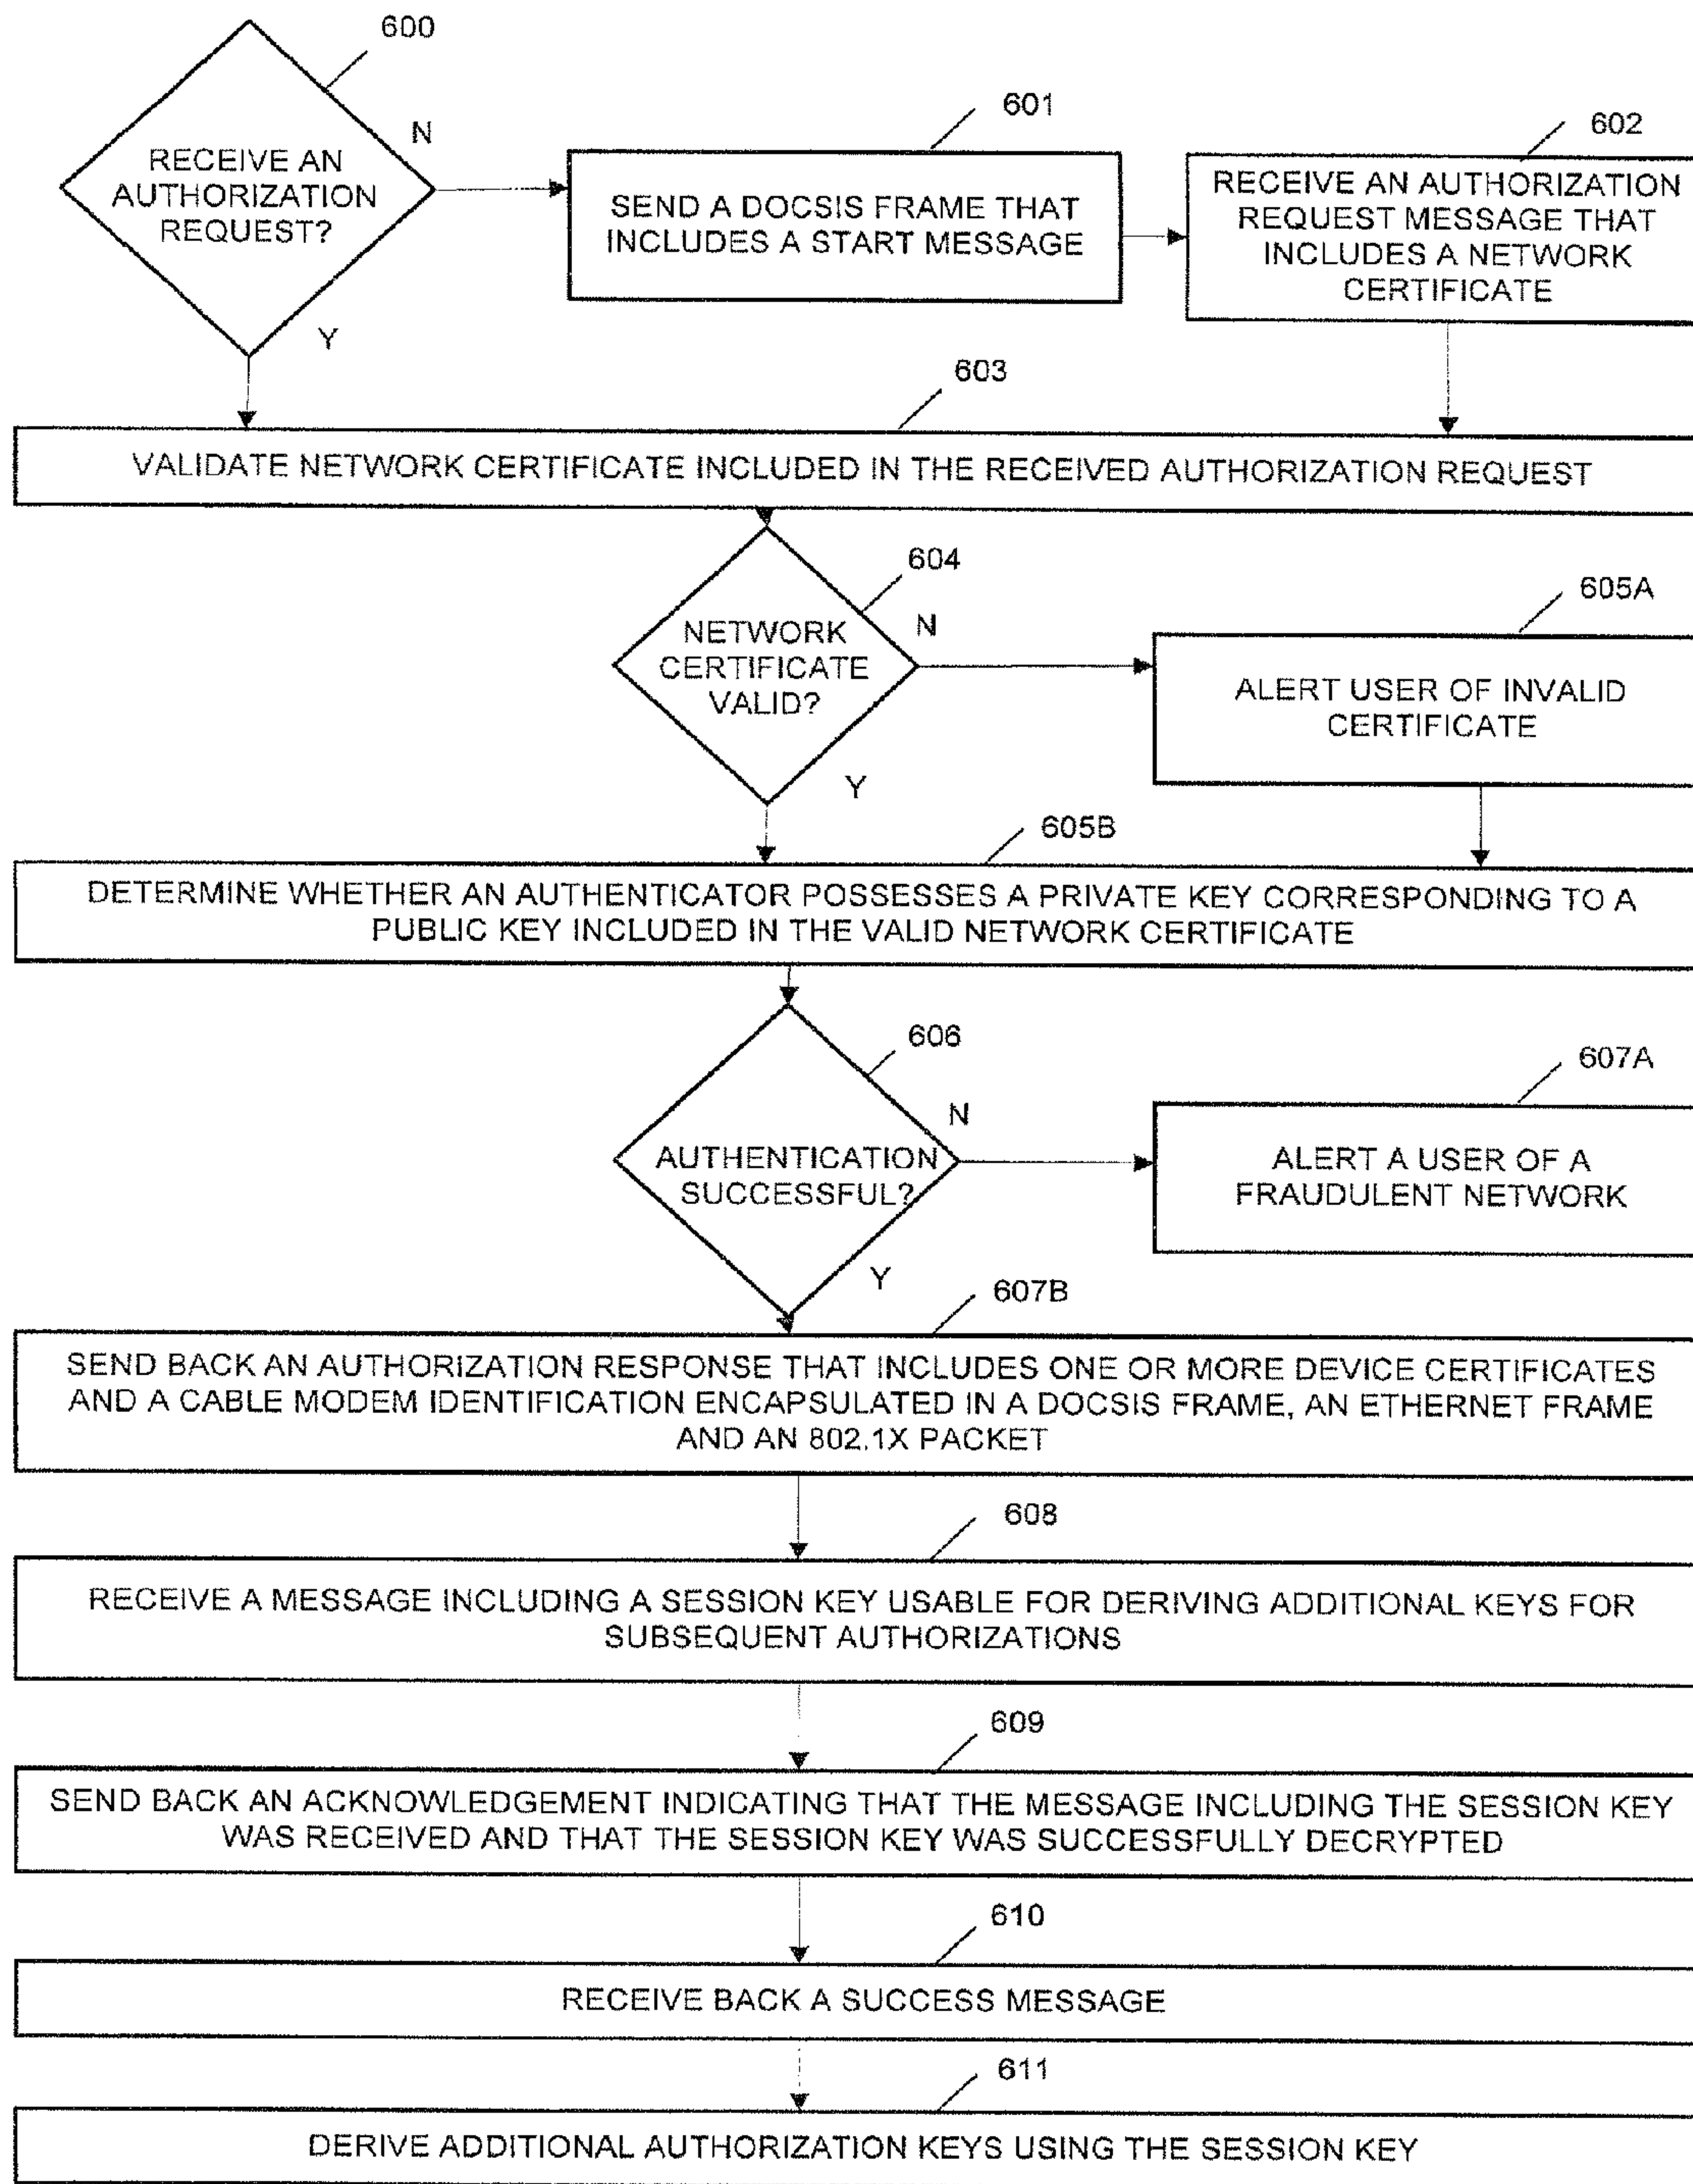 600
RECEIVE AN
AUTHORIZATION
REQUEST?
N
Y
601
SEND A DOCSIS FRAME THAT
INCLUDES A START MESSAGE
602
RECEIVE AN AUTHORIZATION
REQUEST MESSAGE THAT
INCLUDES A NETWORK
CERTIFICATE
603
VALIDATE NETWORK CERTIFICATE INCLUDED IN THE RECEIVED AUTHORIZATION REQUEST
604
NETWORK
CERTIFICATE
VALID?
N
Y
605A
ALERT USER OF INVALID
CERTIFICATE
605B
DETERMINE WHETHER AN AUTHENTICATOR POSSESSES A PRIVATE KEY CORRESPONDING TO A
PUBLIC KEY INCLUDED IN THE VALID NETWORK CERTIFICATE
606
AUTHENTICATION
SUCCESSFUL?
N
Y
607A
ALERT A USER OF A
FRAUDULENT NETWORK
607B
SEND BACK AN AUTHORIZATION RESPONSE THAT INCLUDES ONE OR MORE DEVICE CERTIFICATES
AND A CABLE MODEM IDENTIFICATION ENCAPSULATED IN A DOCSIS FRAME, AN ETHERNET FRAME
AND AN 802.1X PACKET
608
RECEIVE A MESSAGE INCLUDING A SESSION KEY USABLE FOR DERIVING ADDITIONAL KEYS FOR
SUBSEQUENT AUTHORIZATIONS
609
SEND BACK AN ACKNOWLEDGEMENT INDICATING THAT THE MESSAGE INCLUDING THE SESSION KEY
WAS RECEIVED AND THAT THE SESSION KEY WAS SUCCESSFULLY DECRYPTED
610
RECEIVE BACK A SUCCESS MESSAGE
611
DERIVE ADDITIONAL AUTHORIZATION KEYS USING THE SESSION KEY